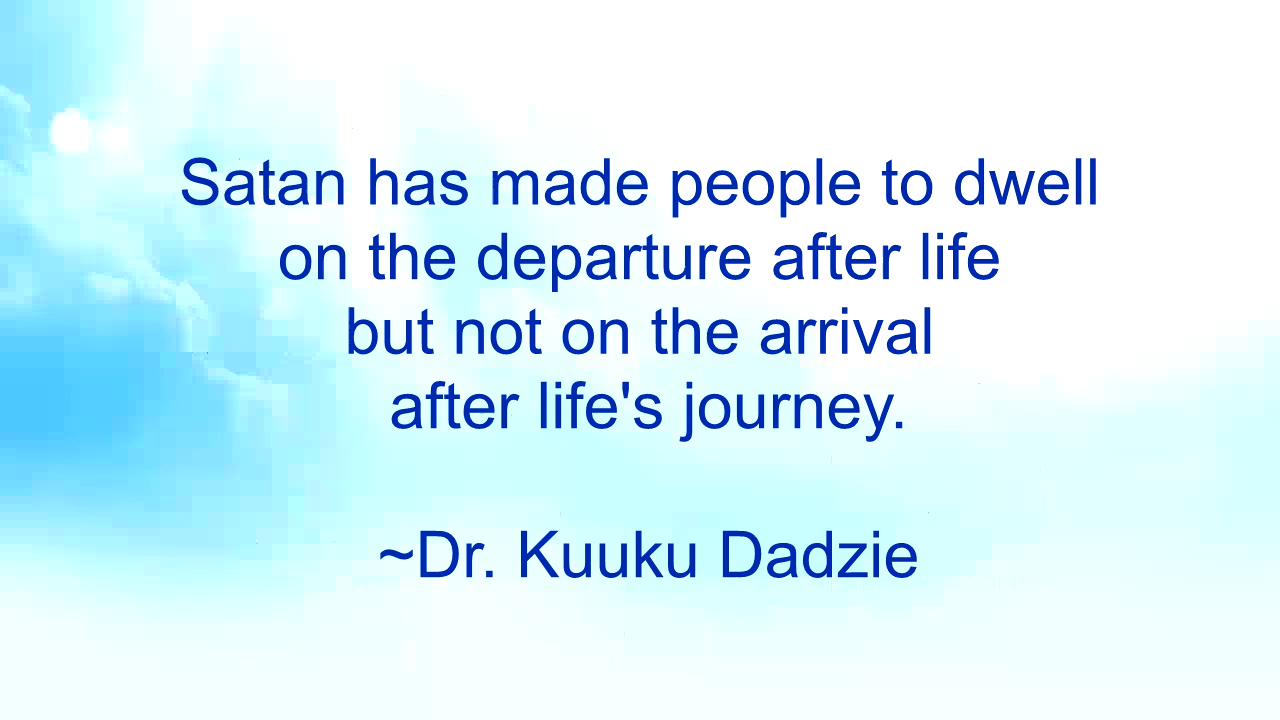 Satan has made people to dwell
on the departure after life
but not on the arrival
after life's journey.
~Dr. Kuuku Dadzie